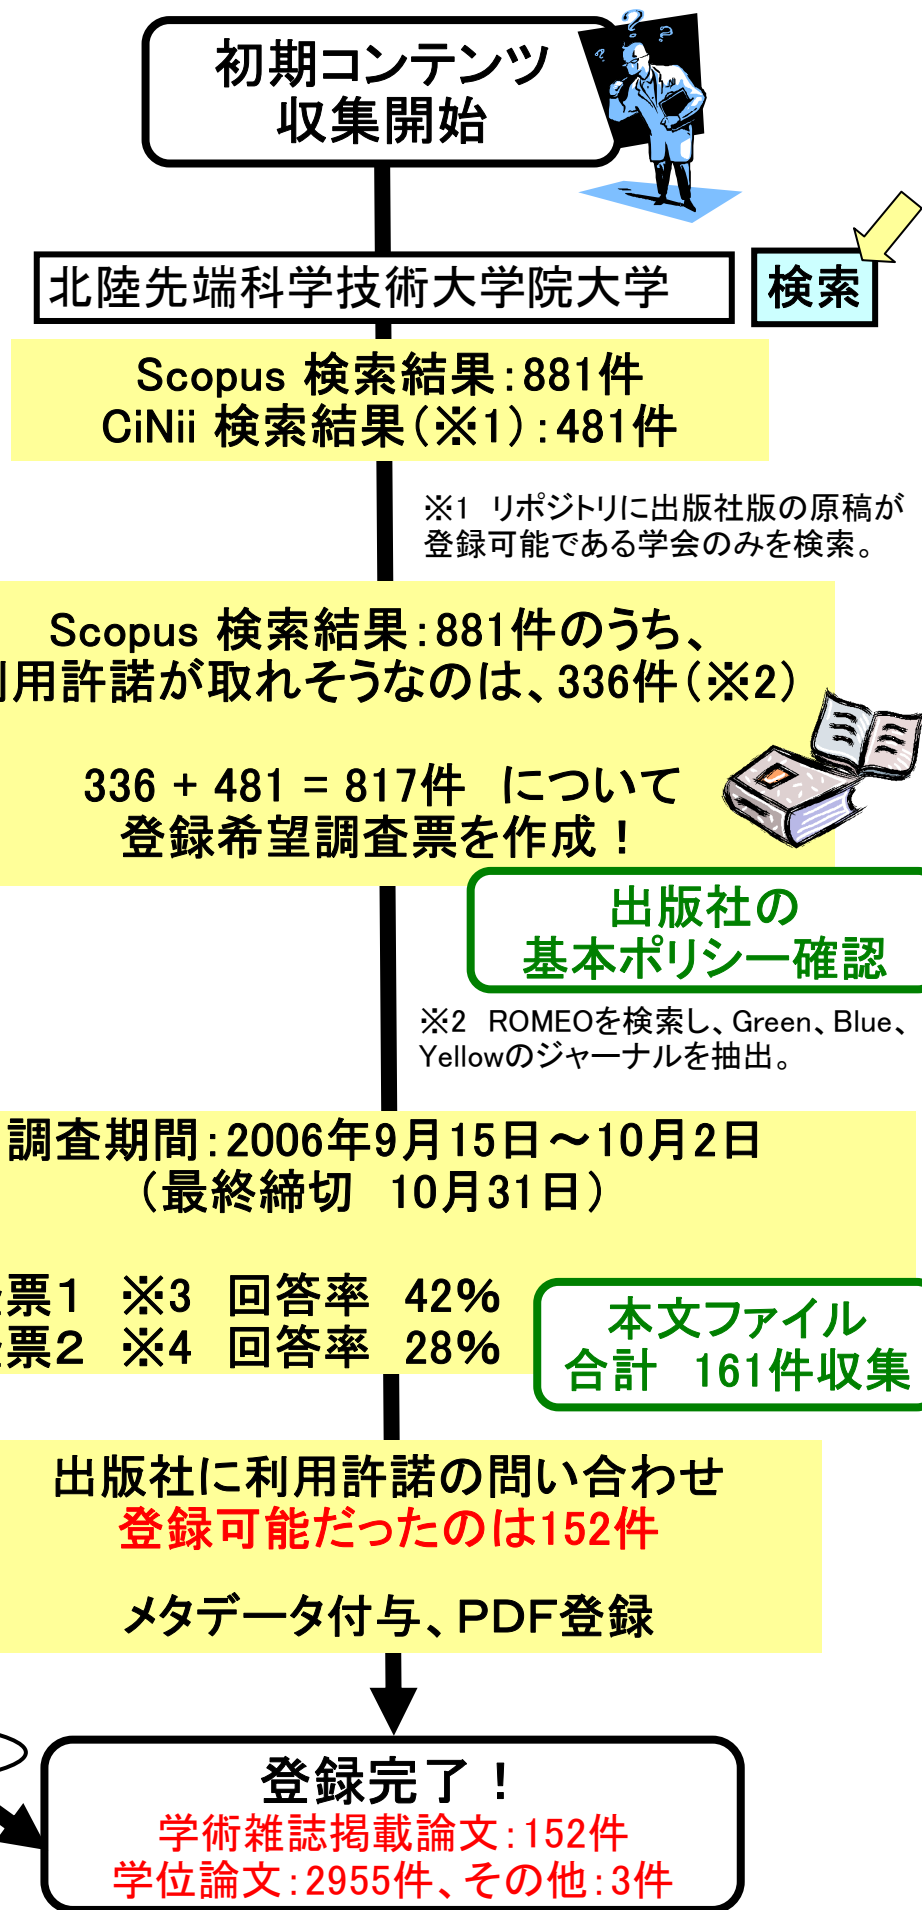 初期コンテンツ
収集開始
北陸先端科学技術大学院大学 検索
Scopus 検索結果：881件
CiNii 検索結果（※1）：481件
※1 リポジトリに出版社版の原稿が
登録可能である学会のみを検索。
Scopus 検索結果：881件のうち、
用許諾が取れそうなのは、336件（※2）
336 + 481 = 817件 について
登録希望調査票を作成！
出版社の
基本ポリシー確認
※2 ROMEOを検索し、Green、Blue、
Yellowのジャーナルを抽出。
調査期間：2006年9月15日～10月2日
（最終締切 10月31日）
票1 ※3 回答率 42%
票2 ※4 回答率 28%
本文ファイル
合計 161件収集
出版社に利用許諾の問い合わせ
登録可能だったのは152件
メタデータ付与、PDF登録
登録完了！
学術雑誌掲載論文：152件
学位論文：2955件、その他：3件